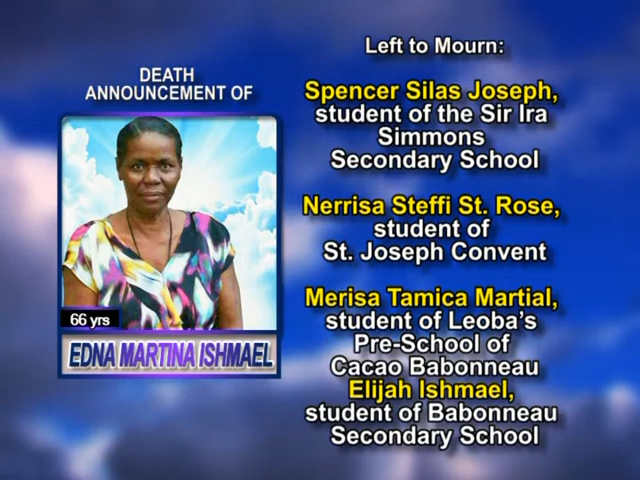 DEATH
ANNOUNCEMENT OF
66 yrs
EDNA MARTINA ISHMAEL
Left to Mourn:
Spencer Silas Joseph,
student of the Sir Ira
Simmons
Secondary School
Nerrisa Steffi St. Rose,
student of
St. Joseph Convent
Merisa Tamica Martial,
student of Leoba's
Pre-School of
Cacao Babonneau
Elijah Ishmael,
student of Babonneau
Secondary School